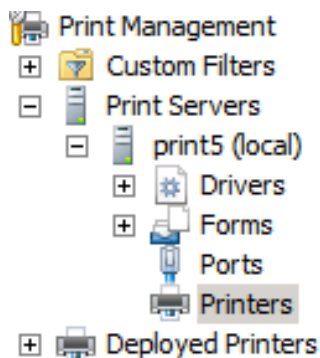 Print Management
Custom Filters
Print Servers
print5 (local)
Drivers
Forms
Ports
Printers
Deployed Printers